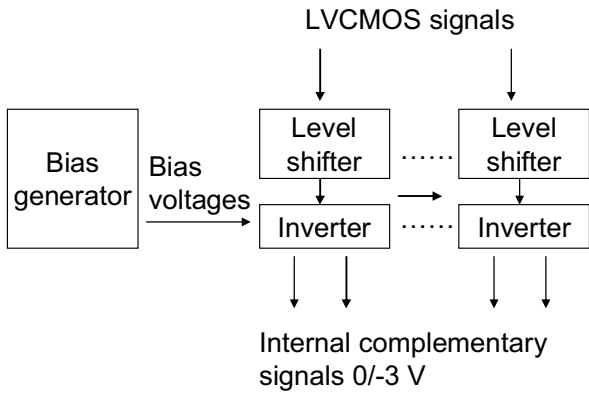 LVCMOS signals
Bias
generator
Bias
voltages
Level
shifter
......
Level
shifter
Inverter
......
Inverter
Internal complementary
signals 0/-3 V